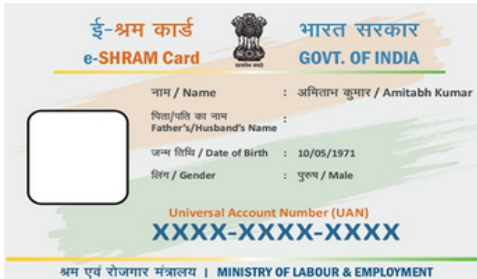 ई-श्रम कार्ड भारत सरकार
e-SHRAM Card GOVT. OF INDIA
नाम / Name : अमिताभ कुमार / Amitabh Kumar
पिता/पति का नाम :
Father's/Husband's Name
जन्म तिथि / Date of Birth : 10/05/1971
लिंग / Gender : पुरुष / Male
Universal Account Number (UAN)
XXXX-XXXX-XXXX
श्रम एवं रोजगार मंत्रालय | MINISTRY OF LABOUR & EMPLOYMENT